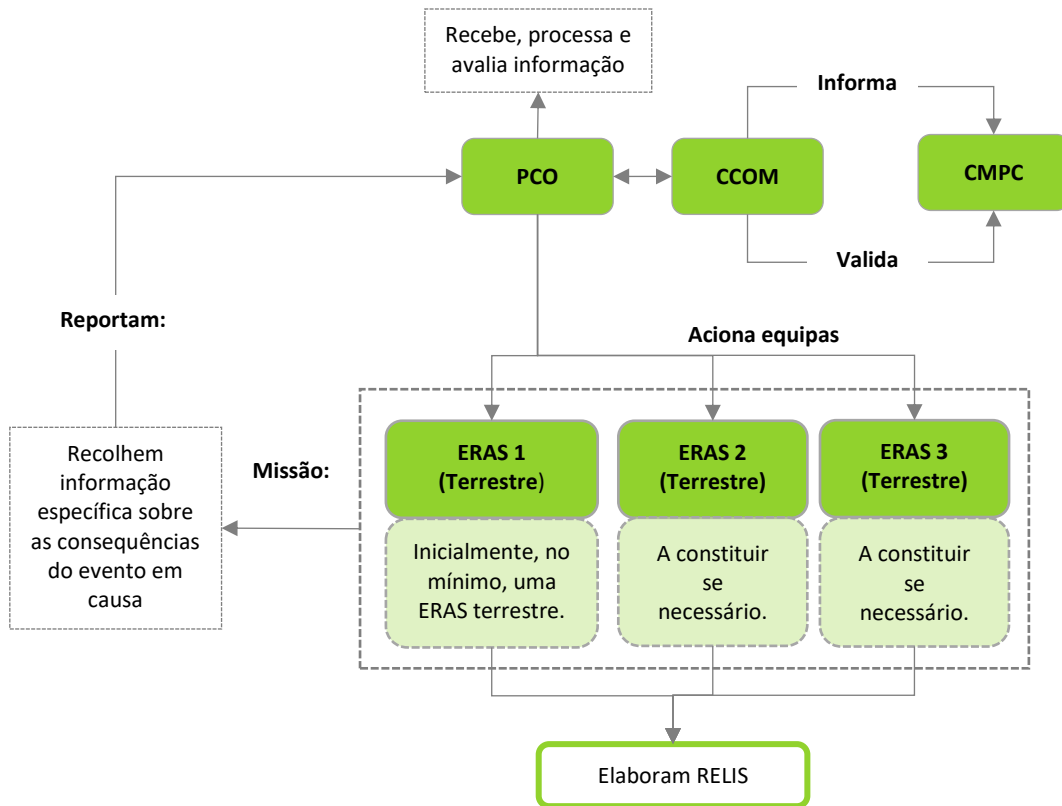 Recebe, processa e
avalia informação
Informa
PCO
CCOM
CMPC
Valida
Reportam:
Aciona equipas
Recolhem
informação
específica sobre
as consequências
do evento em
causa
Missão:
ERAS 1
(Terrestre)
Inicialmente, no
mínimo, uma
ERAS terrestre.
ERAS 2
(Terrestre)
A constituir
se
necessário.
ERAS 3
(Terrestre)
A constituir
se
necessário.
Elaboram RELIS